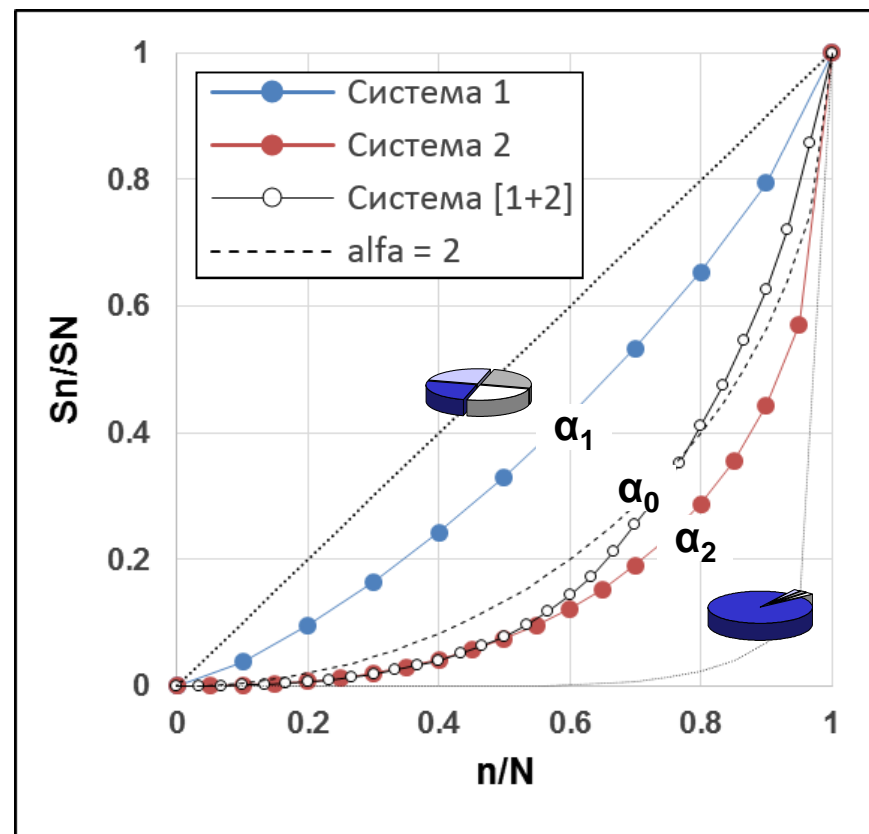 1
Система 1
Система 2
0.8
Система [1+2]
alfa = 2
0.6
Sn/SN
0.4
α1
α0
α2
0.2
0
0 0.2 0.4 0.6 0.8 1
n/N